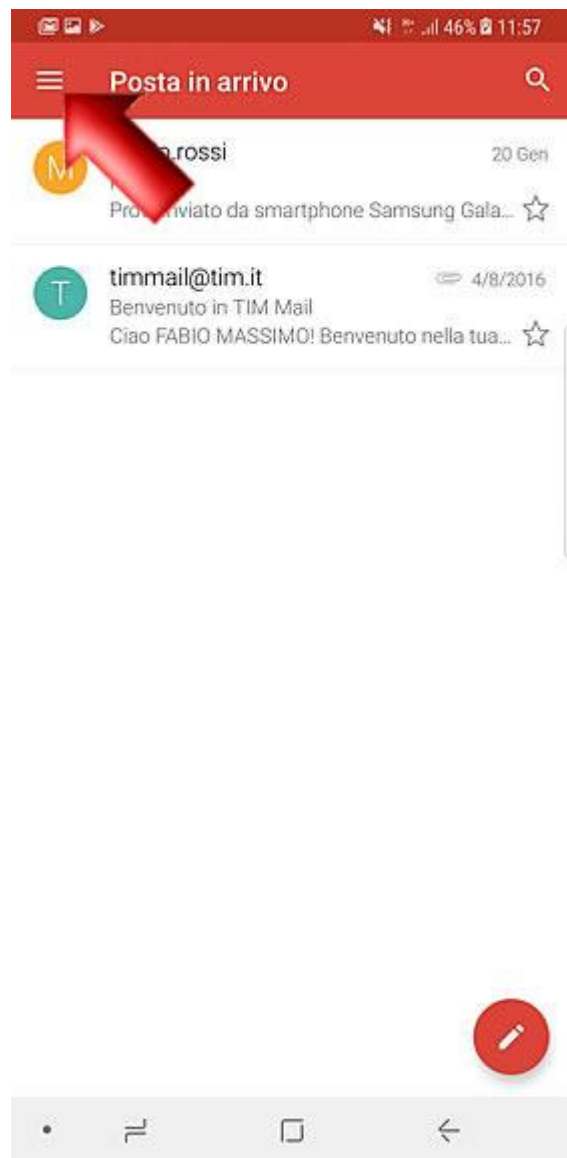 46% 11:57
Posta in arrivo
M
.rossi 20 Gen
inviato da smartphone Samsung Gala...
T
timmail@tim.it 4/8/2016
Benvenuto in TIM Mail
Ciao FABIO MASSIMO! Benvenuto nella tua...